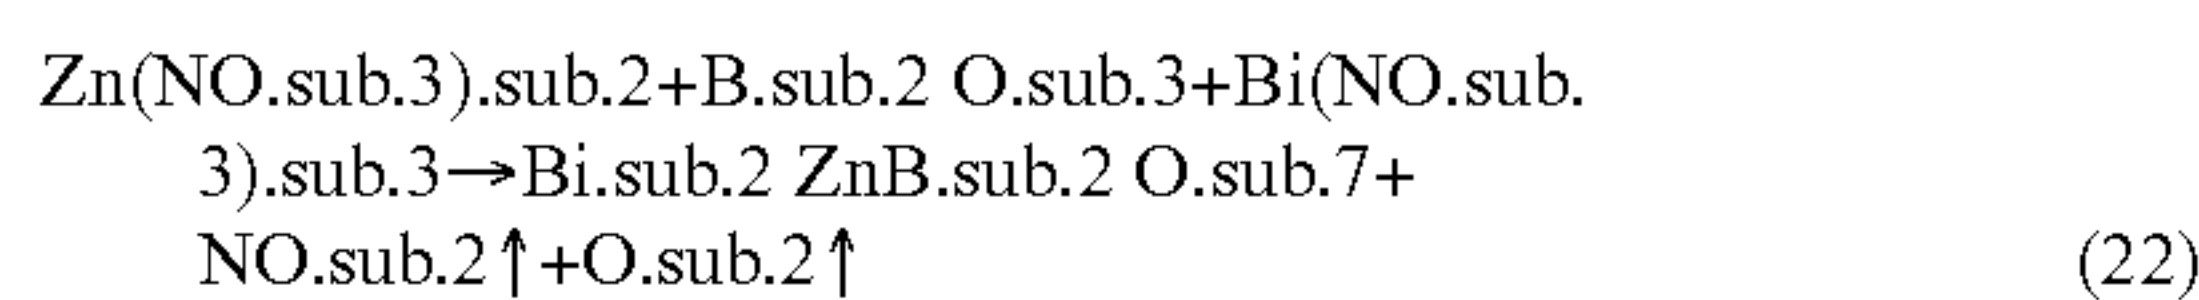 Zn(NO.sub.3).sub.2+B.sub.2 O.sub.3+Bi(NO.sub.
3).sub.3→Bi.sub.2 ZnB.sub.2 O.sub.7+
NO.sub.2↑+O.sub.2↑ (22)